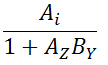 A_i
1 + A_Z B_Y